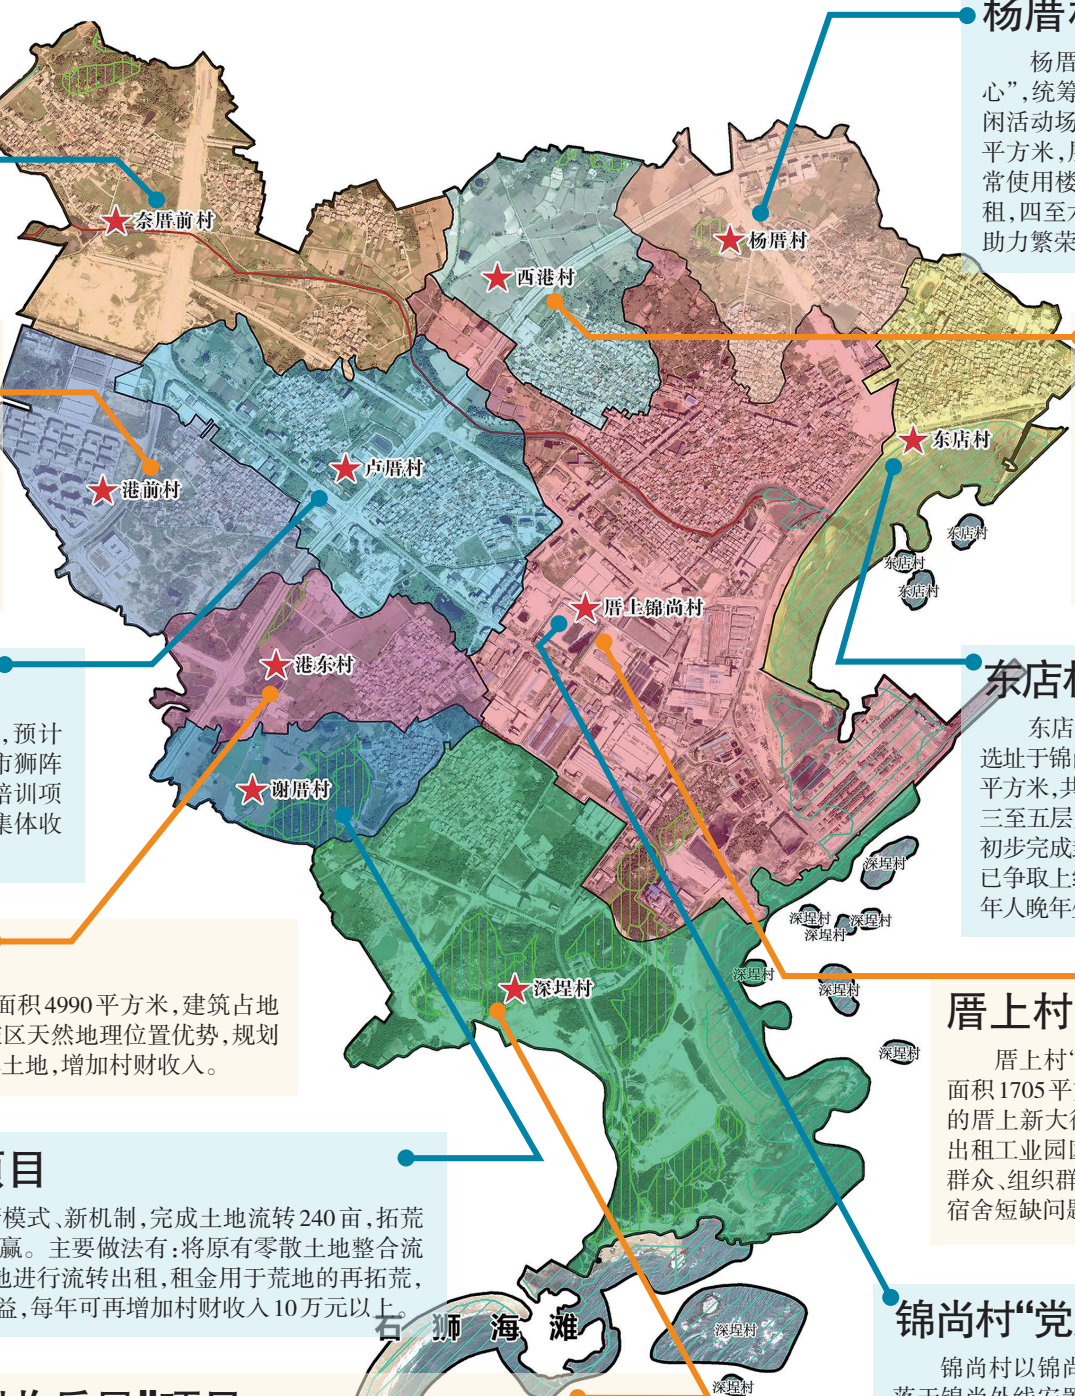 杨厝
杨厝
心”,统筹
闲活动场
平方米,
常使用楼
租,四至
助力繁荣
奈厝前村
杨厝村
西港村
东店村
卢厝村
港前村
东店村
东店村
东店村
厝上锦尚村
港东村
谢厝村
,预计
市狮阵
培训项
集体收
东店
东店
选址于锦
平方米,共
三至五层
初步完成
已争取上
年人晚年
深埕村
深埕村
深埕村
深埕村
深埕村
深埕村
深埕村
深埕村
面积4990平方米,建筑占地
区天然地理位置优势,规划
土地,增加村财收入。
厝上村
厝上村“
面积1705平
的厝上新大
出租工业园
群众、组织群
宿舍短缺问
项目
模式、新机制,完成土地流转240亩,拓荒
赢。主要做法有:将原有零散土地整合流
地进行流转出租,租金用于荒地的再拓荒,
益,每年可再增加村财收入10万元以上。
石狮海滩
深埕村
深埕村
锦尚村“党
锦尚村以锦尚